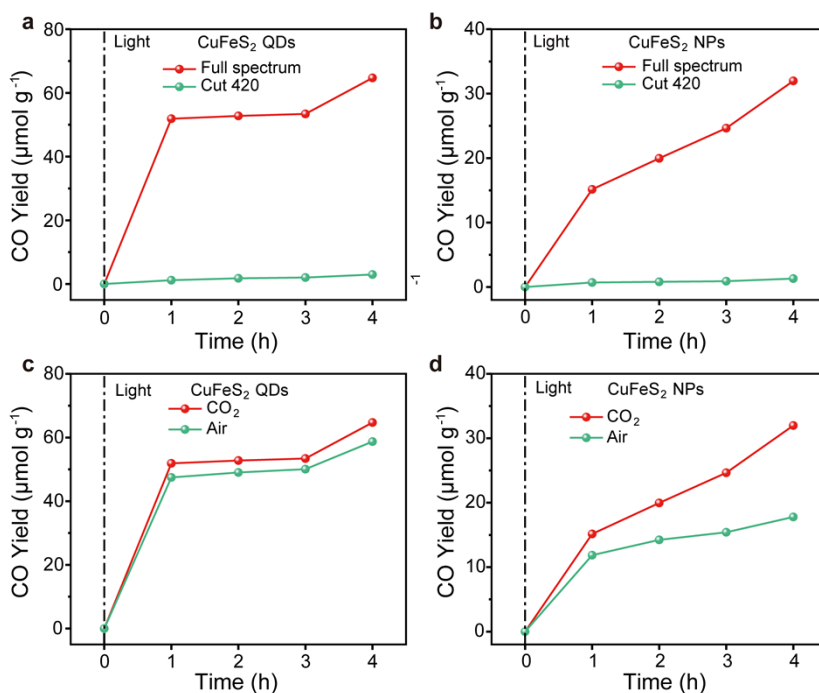 a
Light
CuFeS₂ QDs
Full spectrum
Cut 420
CO Yield (μmol g⁻¹)
80
60
40
20
0
0 1 2 3 4
Time (h)
-1
b
Light
CuFeS₂ NPs
Full spectrum
Cut 420
CO Yield (μmol g⁻¹)
40
30
20
10
0
0 1 2 3 4
Time (h)
c
Light
CuFeS₂ QDs
CO₂
Air
CO Yield (μmol g⁻¹)
80
60
40
20
0
0 1 2 3 4
Time (h)
d
Light
CuFeS₂ NPs
CO₂
Air
CO Yield (μmol g⁻¹)
40
30
20
10
0
0 1 2 3 4
Time (h)